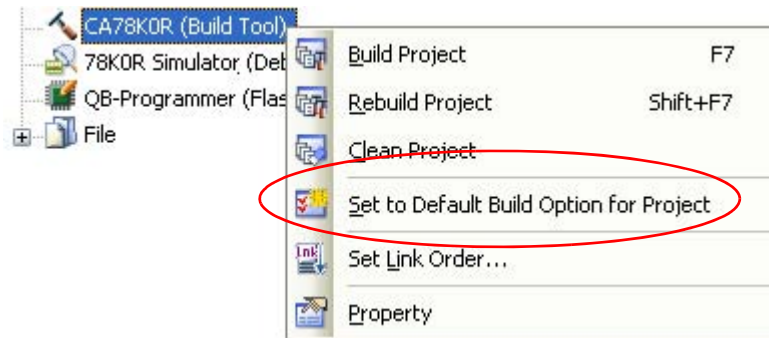 CA78K0R (Build Tool)
78K0R Simulator (Deb
QB-Programmer (Flas
File
Build Project F7
Rebuild Project Shift+F7
Clean Project
Set to Default Build Option for Project
Set Link Order...
Property